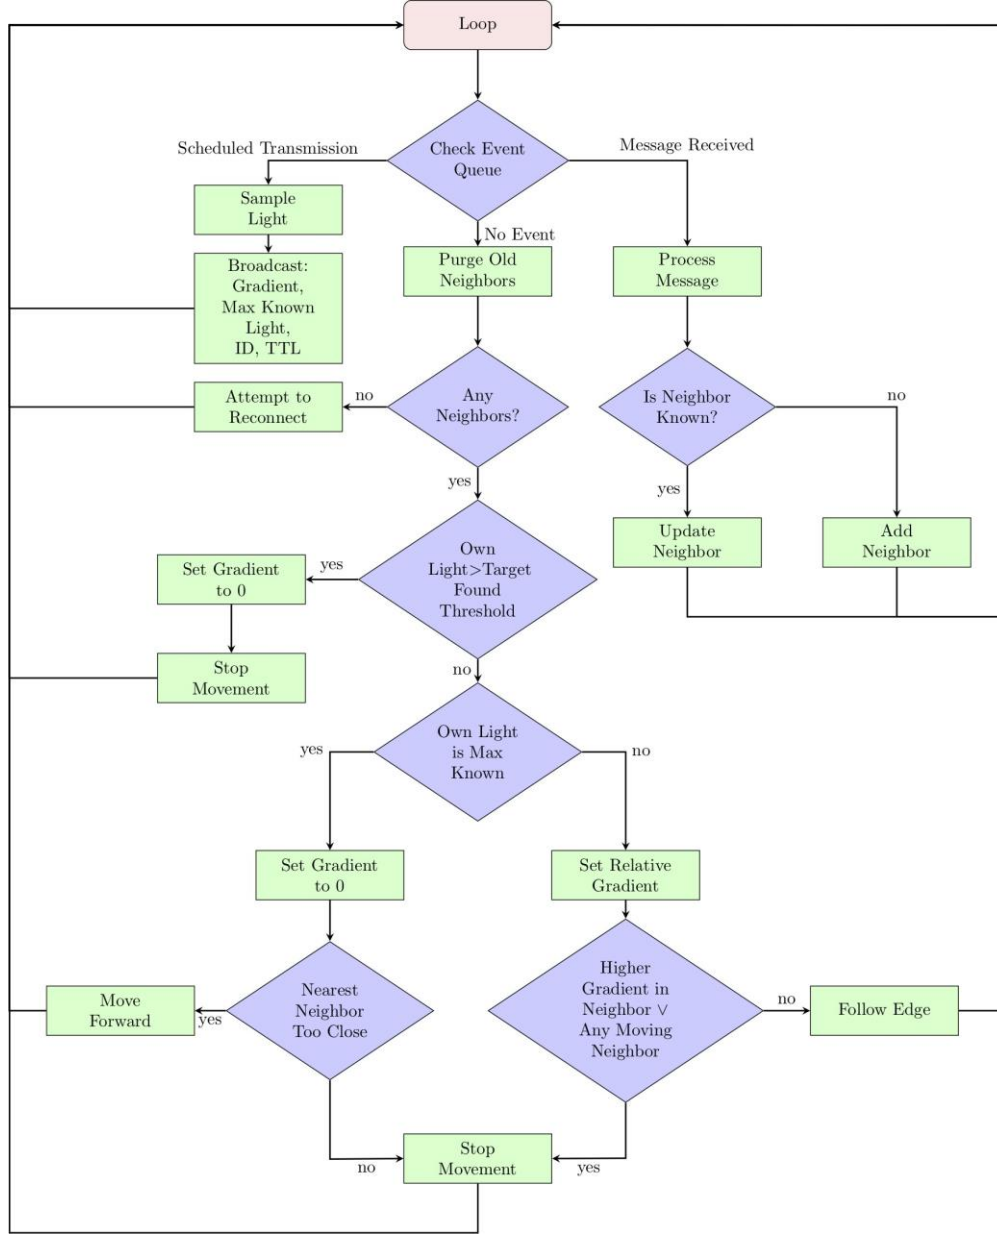 Loop
Check Event
Queue
Scheduled Transmission
Message Received
No Event
Sample
Light
Broadcast:
Gradient,
Max Known
Light,
ID, TTL
Purge Old
Neighbors
Process
Message
Any
Neighbors?
no
Attempt to
Reconnect
yes
Is Neighbor
Known?
no
yes
Update
Neighbor
Add
Neighbor
Own
Light>Target
Found
Threshold
yes
Set Gradient
to 0
Stop
Movement
no
Own Light
is Max
Known
yes
no
Set Gradient
to 0
Set Relative
Gradient
Nearest
Neighbor
Too Close
yes
Move
Forward
Higher
Gradient in
Neighbor ∨
Any Moving
Neighbor
no
Follow Edge
no
Stop
Movement
yes